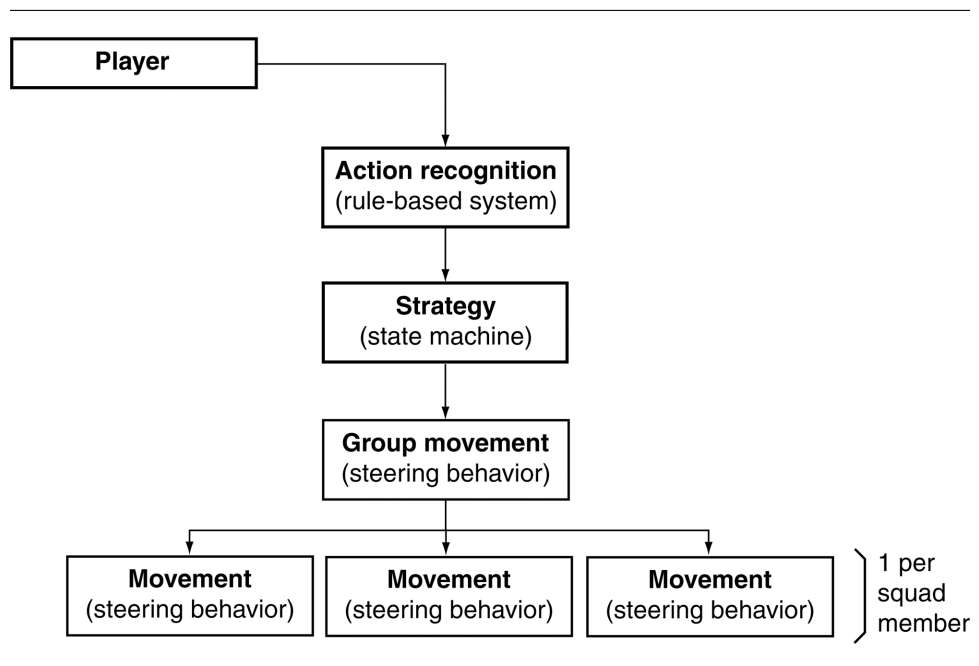 Player
Action recognition
(rule-based system)
Strategy
(state machine)
Group movement
(steering behavior)
Movement
(steering behavior)
Movement
(steering behavior)
Movement
(steering behavior)
1 per
squad
member